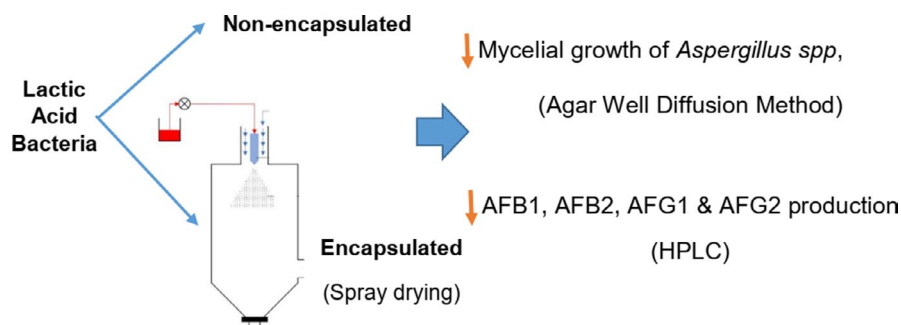 Non-encapsulated
Lactic
Acid
Bacteria
Encapsulated
(Spray drying)
Mycelial growth of Aspergillus spp,
(Agar Well Diffusion Method)
AFB1, AFB2, AFG1 & AFG2 production
(HPLC)